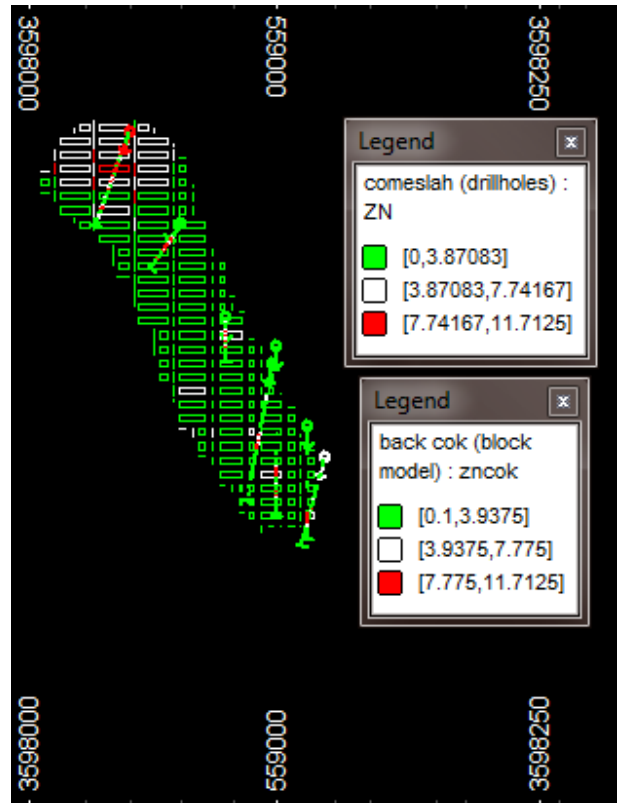 3598000
559000
3598250
Legend
comeslah (drillholes) :
ZN
[0,3.87083]
[3.87083,7.74167]
[7.74167,11.7125]
Legend
back cok (block
model) : zncok
[0.1,3.9375]
[3.9375,7.775]
[7.775,11.7125]
3598000
559000
3598250